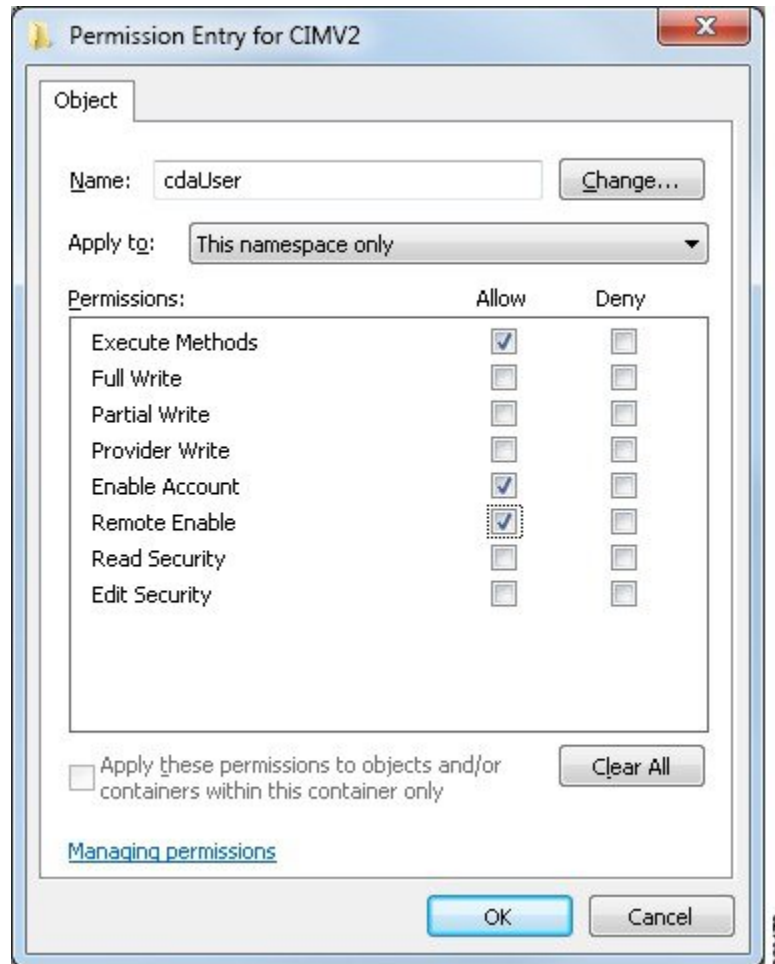 Permission Entry for CIMV2
Object
Name: cdaUser Change...
Apply to: This namespace only
Permissions: Allow Deny
Execute Methods
Full Write
Partial Write
Provider Write
Enable Account
Remote Enable
Read Security
Edit Security
Apply these permissions to objects and/or
containers within this container only
Clear All
Managing permissions
OK Cancel